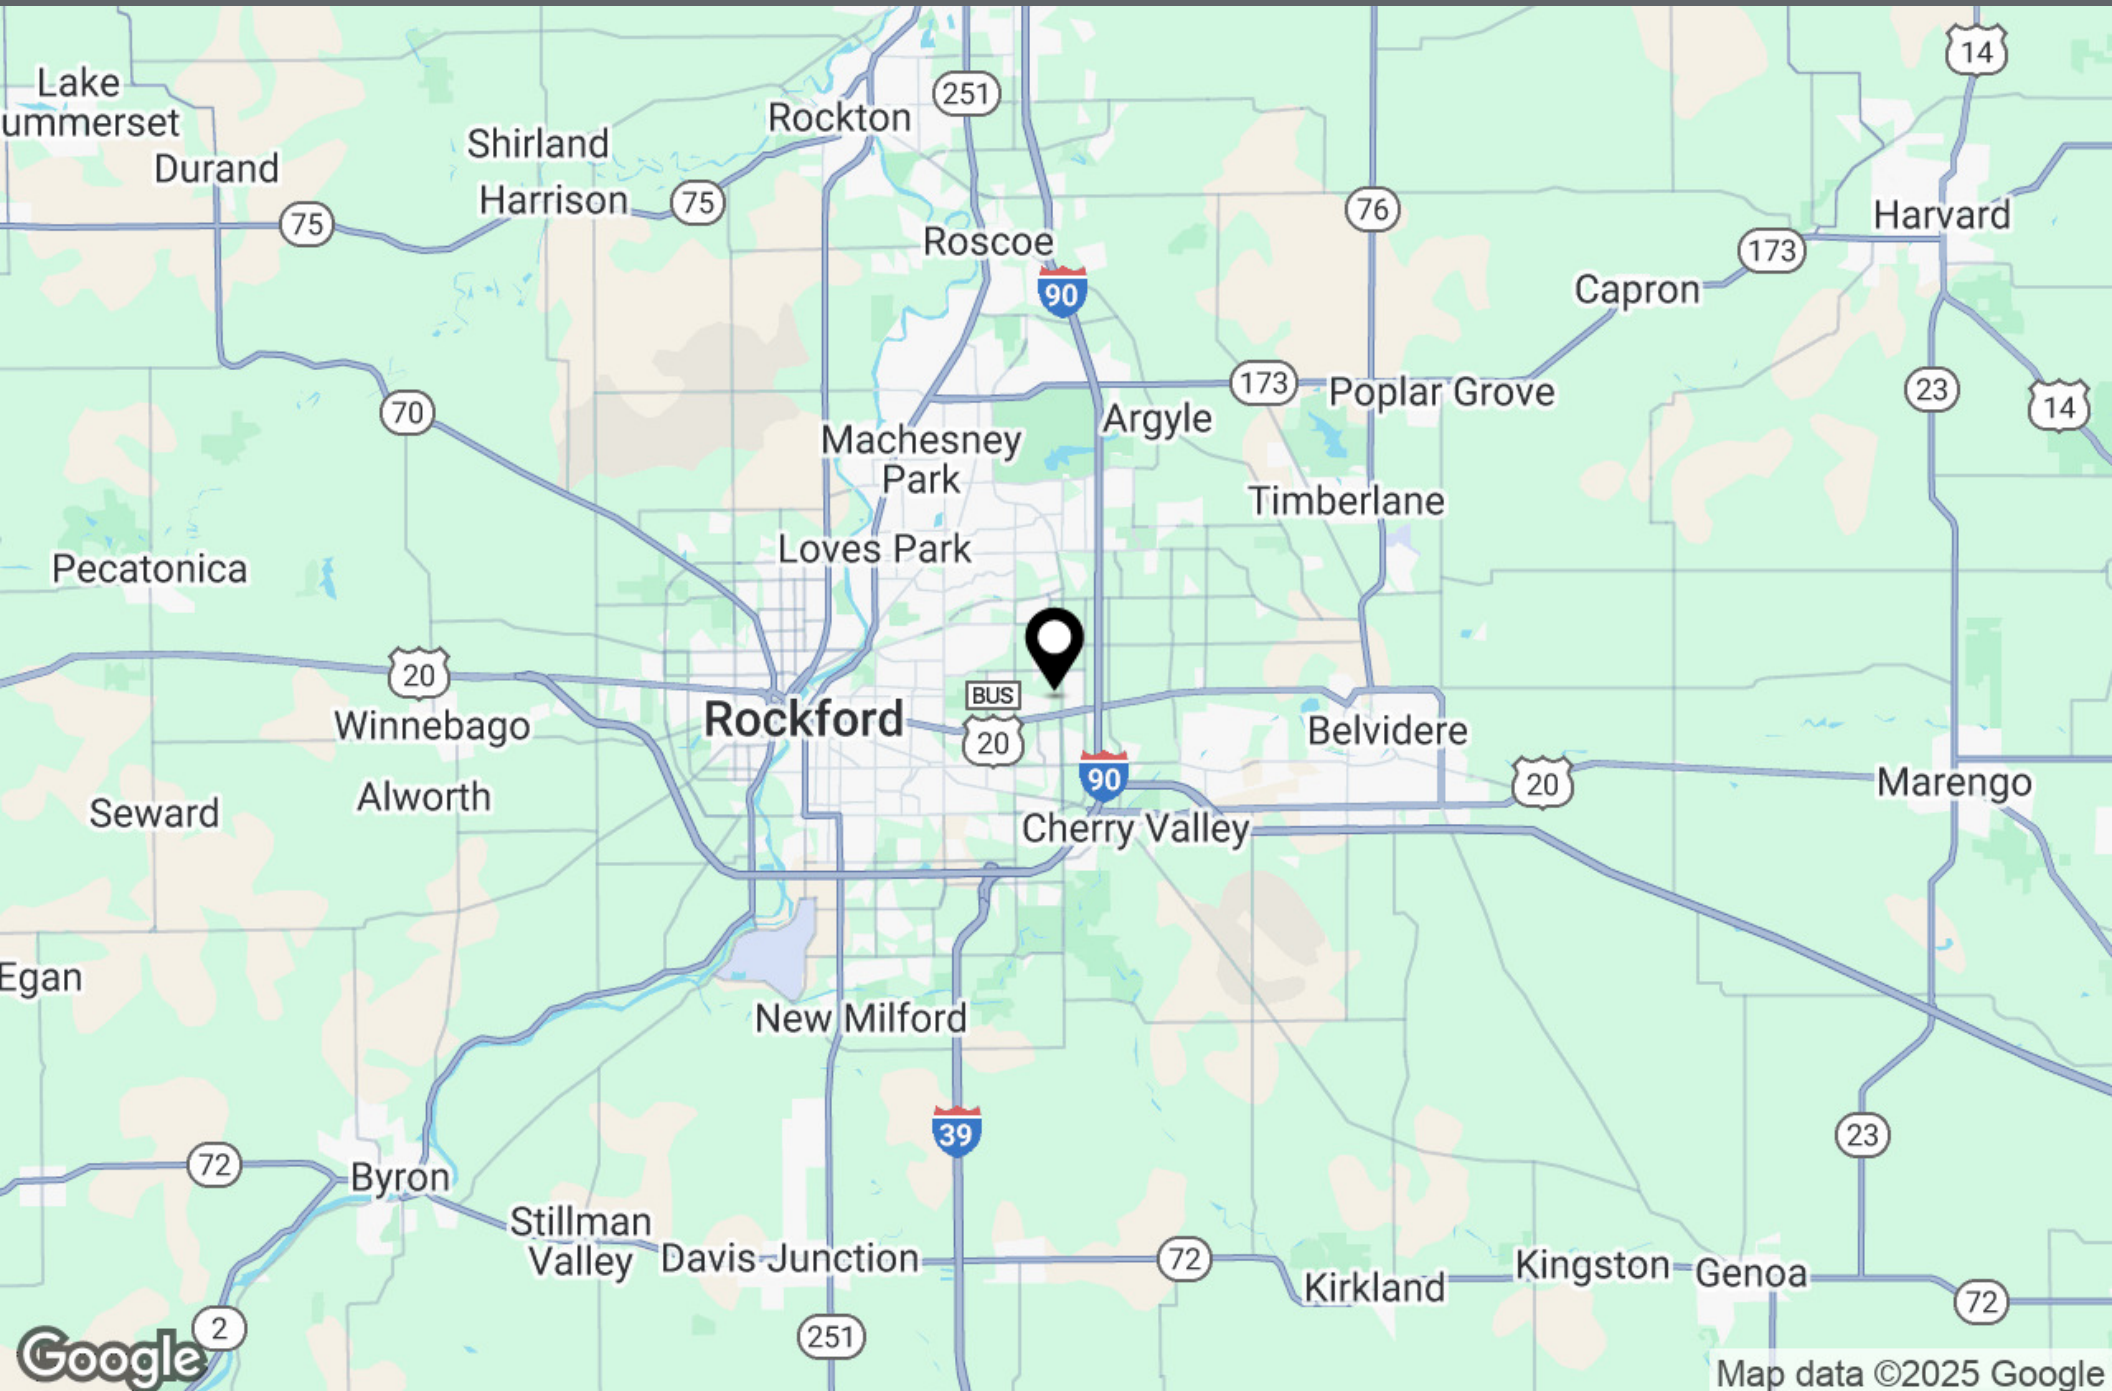 14
Lake
ummerset
251
Rockton
Shirland
Durand
Harrison
75
76
Harvard
75
Roscoe
173
90
Capron
173
Poplar Grove
23
14
70
Argyle
Machesney
Park
Timberlane
Loves Park
Pecatonica
20
BUS
Rockford
Winnebago
20
Belvidere
90
20
Marengo
Alworth
Seward
Cherry Valley
Egan
New Milford
39
23
72
Byron
Stillman
Valley
Davis Junction
72
Kirkland
Kingston
Genoa
72
2
251
Google
Map data ©2025 Google